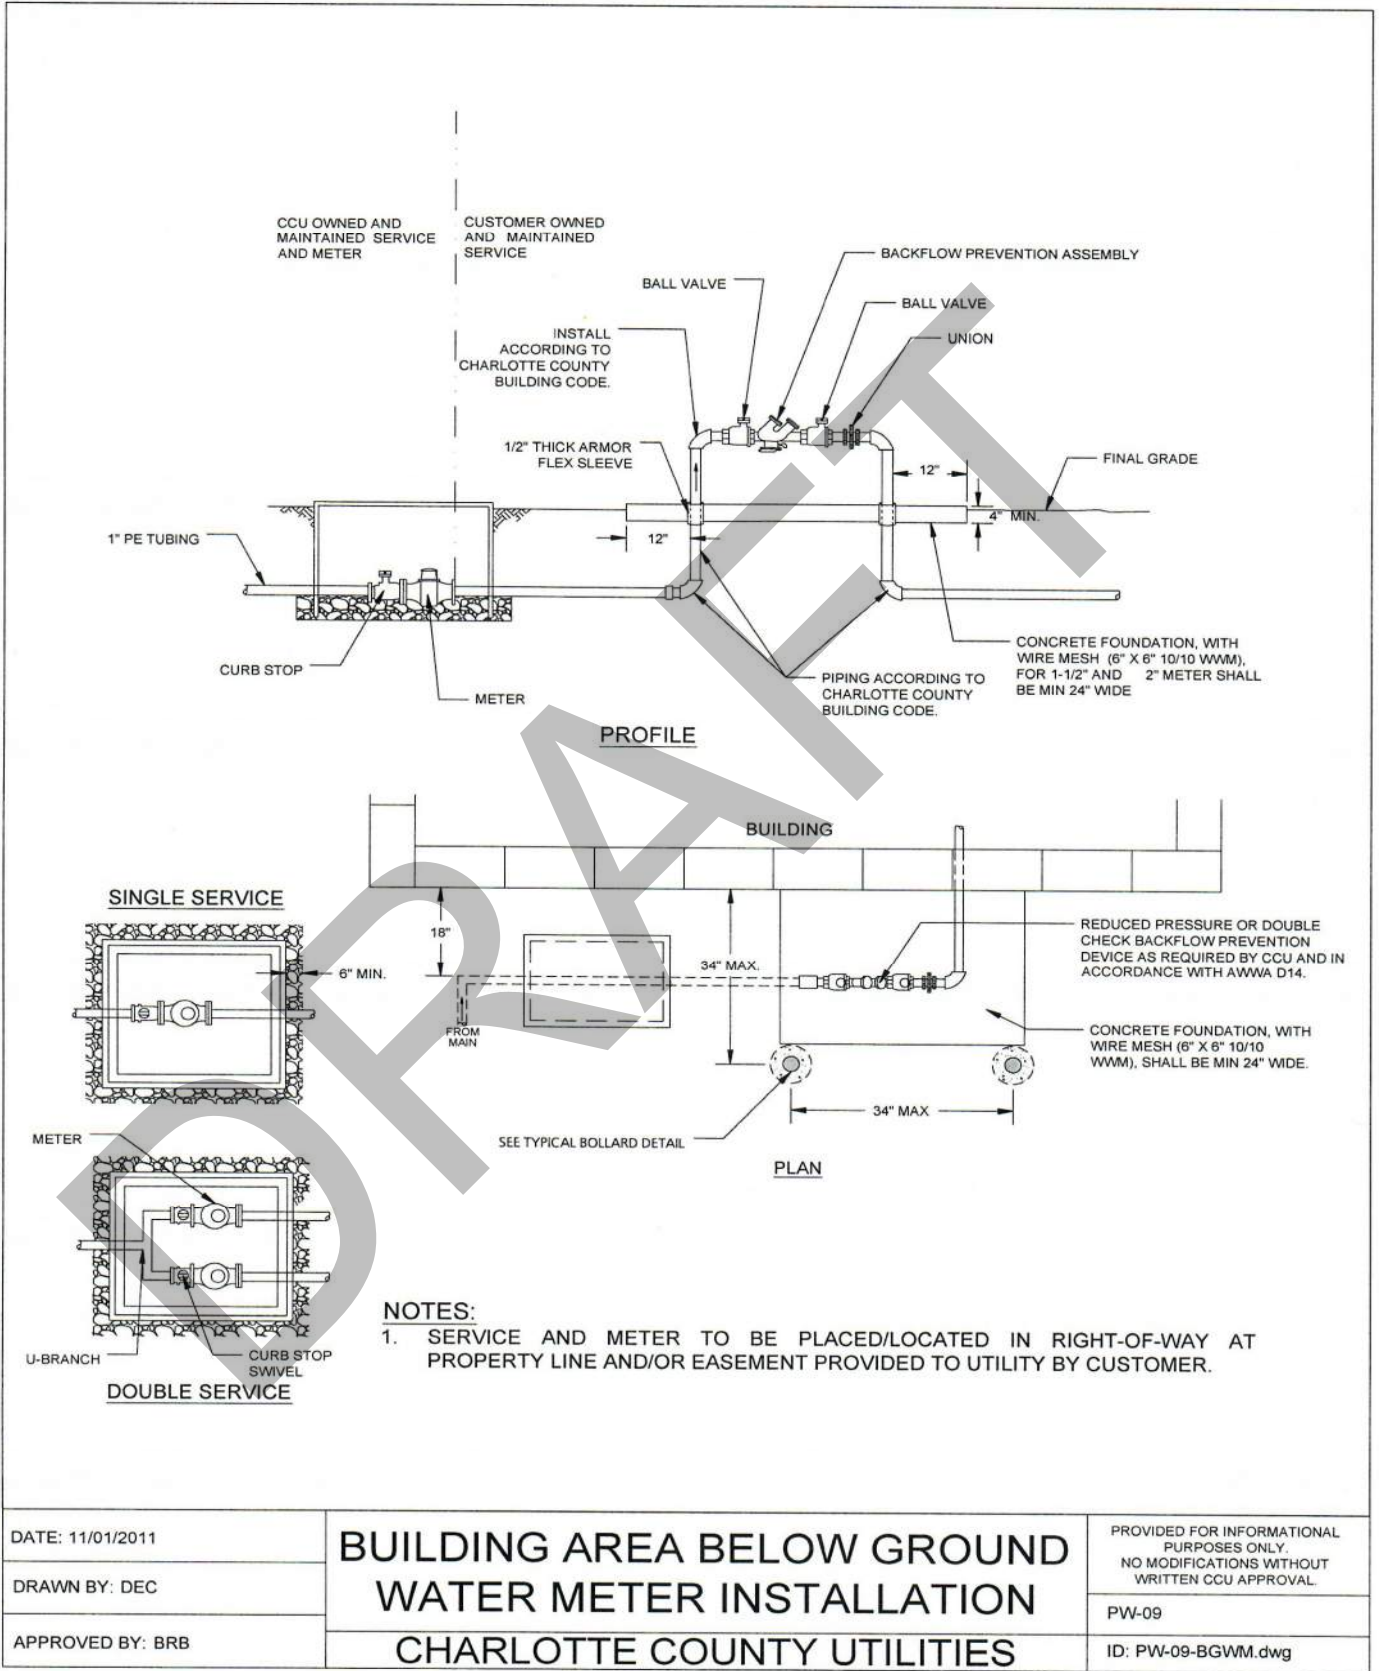 CCU OWNED AND
MAINTAINED SERVICE
AND METER
CUSTOMER OWNED
AND MAINTAINED
SERVICE
BACKFLOW PREVENTION ASSEMBLY
BALL VALVE
BALL VALVE
UNION
INSTALL
ACCORDING TO
CHARLOTTE COUNTY
BUILDING CODE.
1/2" THICK ARMOR
FLEX SLEEVE
12"
FINAL GRADE
4" MIN.
12"
1" PE TUBING
CURB STOP
METER
PIPING ACCORDING TO
CHARLOTTE COUNTY
BUILDING CODE.
CONCRETE FOUNDATION, WITH
WIRE MESH (6" X 6" 10/10 WWM),
FOR 1-1/2" AND 2" METER SHALL
BE MIN 24" WIDE
PROFILE
DRAFT
BUILDING
SINGLE SERVICE
6" MIN.
18"
34" MAX.
FROM
MAIN
REDUCED PRESSURE OR DOUBLE
CHECK BACKFLOW PREVENTION
DEVICE AS REQUIRED BY CCU AND IN
ACCORDANCE WITH AWWA D14.
CONCRETE FOUNDATION, WITH
WIRE MESH (6" X 6" 10/10
WWM), SHALL BE MIN 24" WIDE.
34" MAX
SEE TYPICAL BOLLARD DETAIL
PLAN
METER
U-BRANCH
CURB STOP
SWIVEL
DOUBLE SERVICE
NOTES:
1. SERVICE AND METER TO BE PLACED/LOCATED IN RIGHT-OF-WAY AT
PROPERTY LINE AND/OR EASEMENT PROVIDED TO UTILITY BY CUSTOMER.
DATE: 11/01/2011
DRAWN BY: DEC
APPROVED BY: BRB
BUILDING AREA BELOW GROUND
WATER METER INSTALLATION
CHARLOTTE COUNTY UTILITIES
PROVIDED FOR INFORMATIONAL
PURPOSES ONLY.
NO MODIFICATIONS WITHOUT
WRITTEN CCU APPROVAL.
PW-09
ID: PW-09-BGWM.dwg